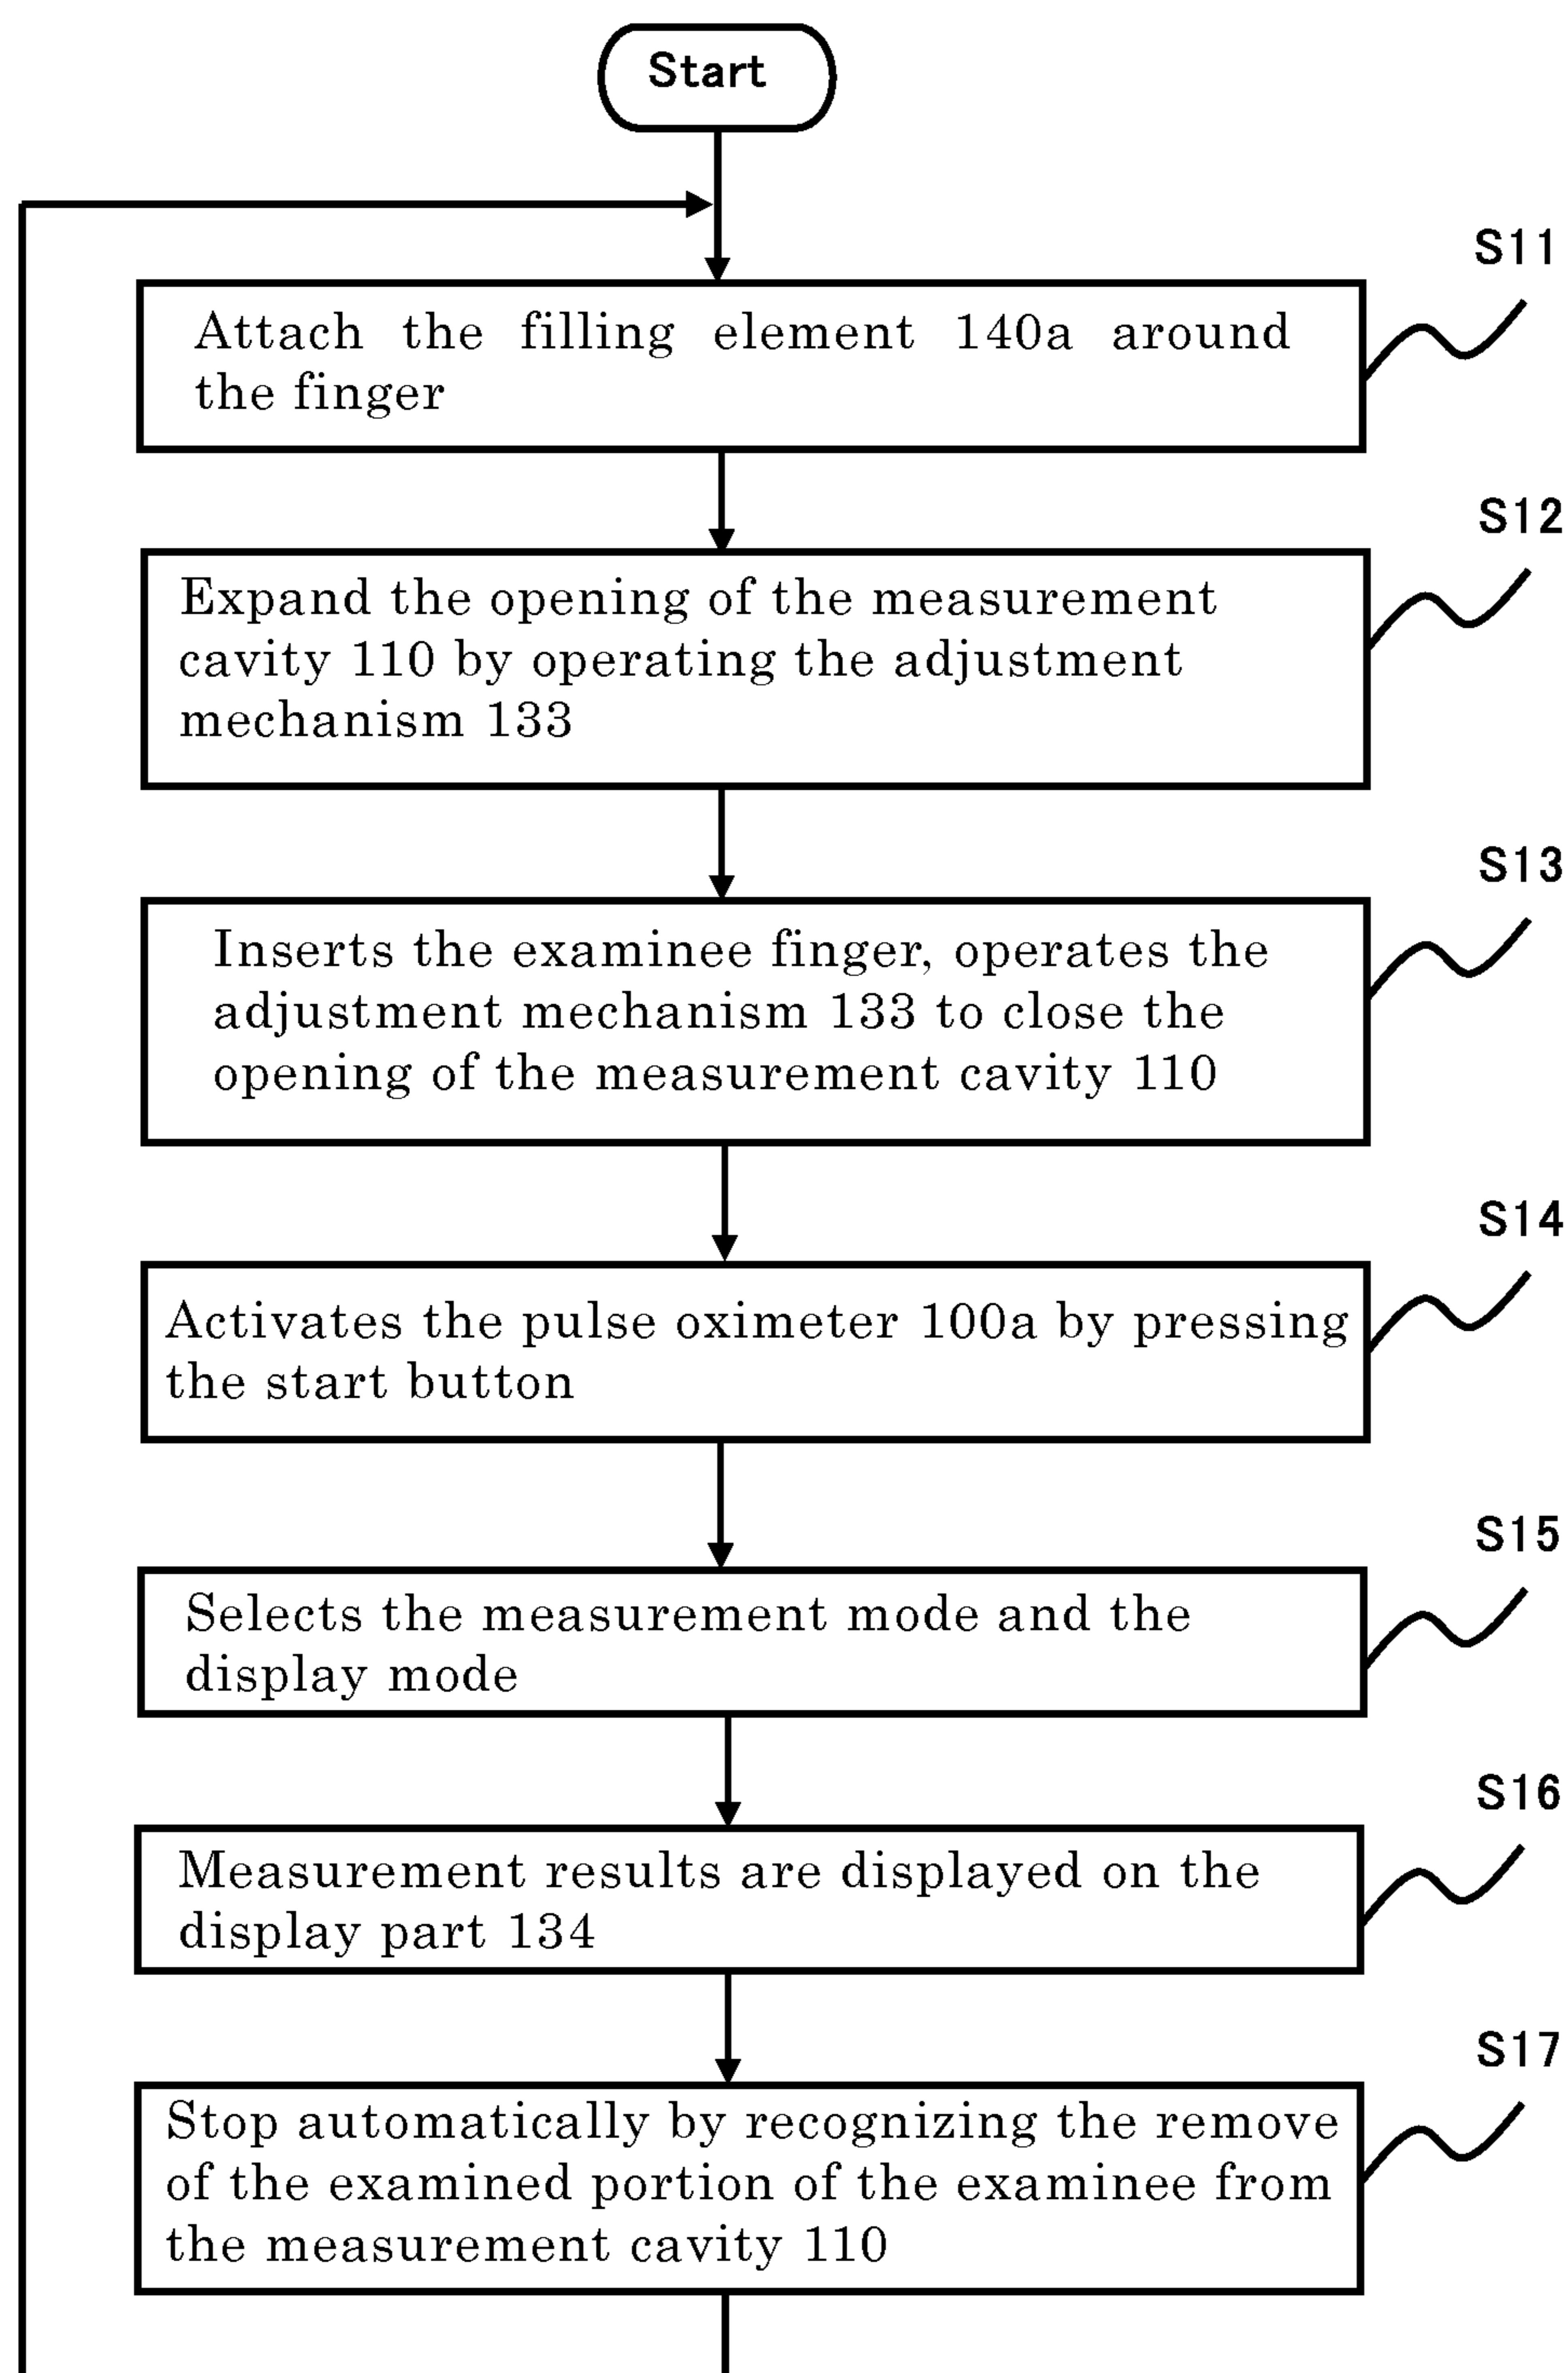 Start
S11
Attach the filling element 140a around
the finger
S12
Expand the opening of the measurement
cavity 110 by operating the adjustment
mechanism 133
S13
Inserts the examinee finger, operates the
adjustment mechanism 133 to close the
opening of the measurement cavity 110
S14
Activates the pulse oximeter 100a by pressing
the start button
S15
Selects the measurement mode and the
display mode
S16
Measurement results are displayed on the
display part 134
S17
Stop automatically by recognizing the remove
of the examined portion of the examinee from
the measurement cavity 110